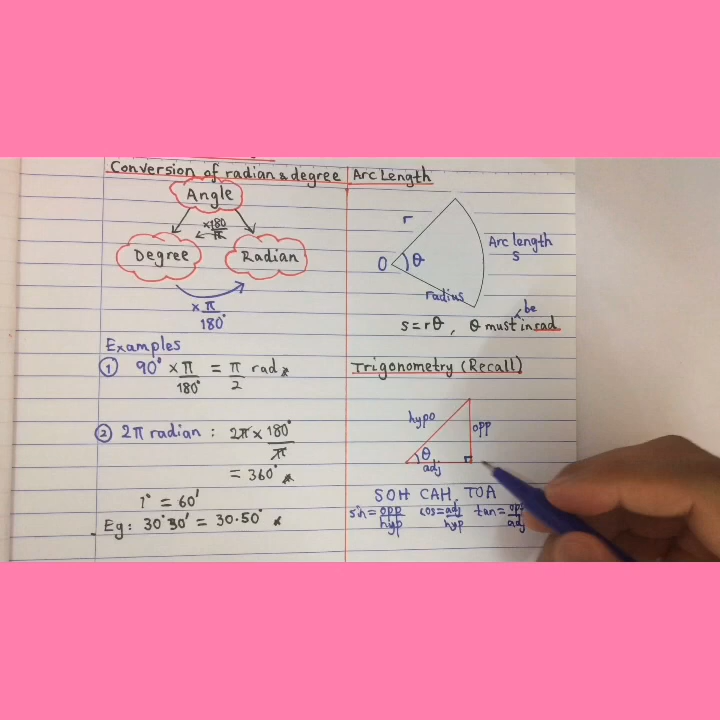 Conversion of radian & degree
Angle
×180/π
Degree
Radian
×π/180°
Examples
① 90° × π/180° = π/2 rad
② 2π radian : 2π × 180°/π
= 360°
1° = 60'
Eg: 30°30' = 30.50°
Arc Length
r
O θ
Arc length
s
radius
be
s = rθ , θ must in rad
Trigonometry (Recall)
hypo
opp
θ
adj
SOH CAH, TOA
sin = opp/hyp cos = adj/hyp tan = opp/adj